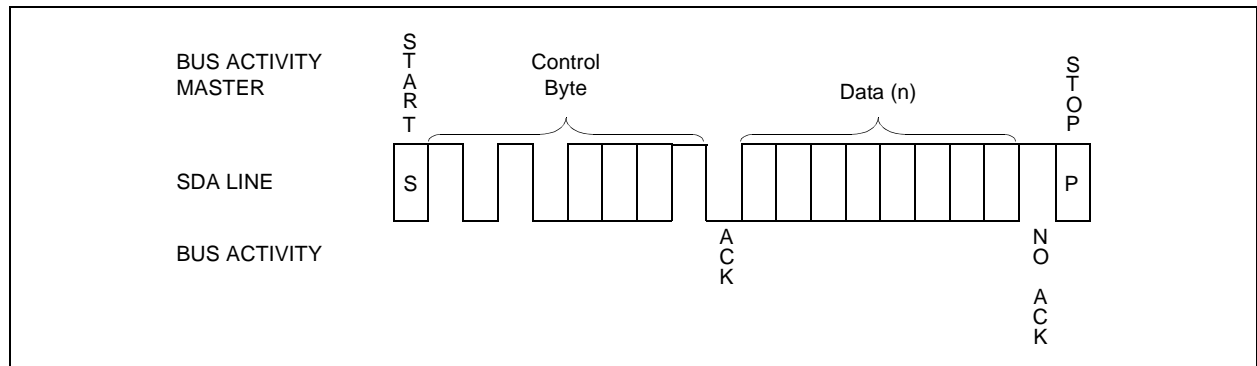 BUS ACTIVITY
MASTER
START
Control
Byte
Data (n)
STOP
SDA LINE
S
P
BUS ACTIVITY
ACK
NO ACK